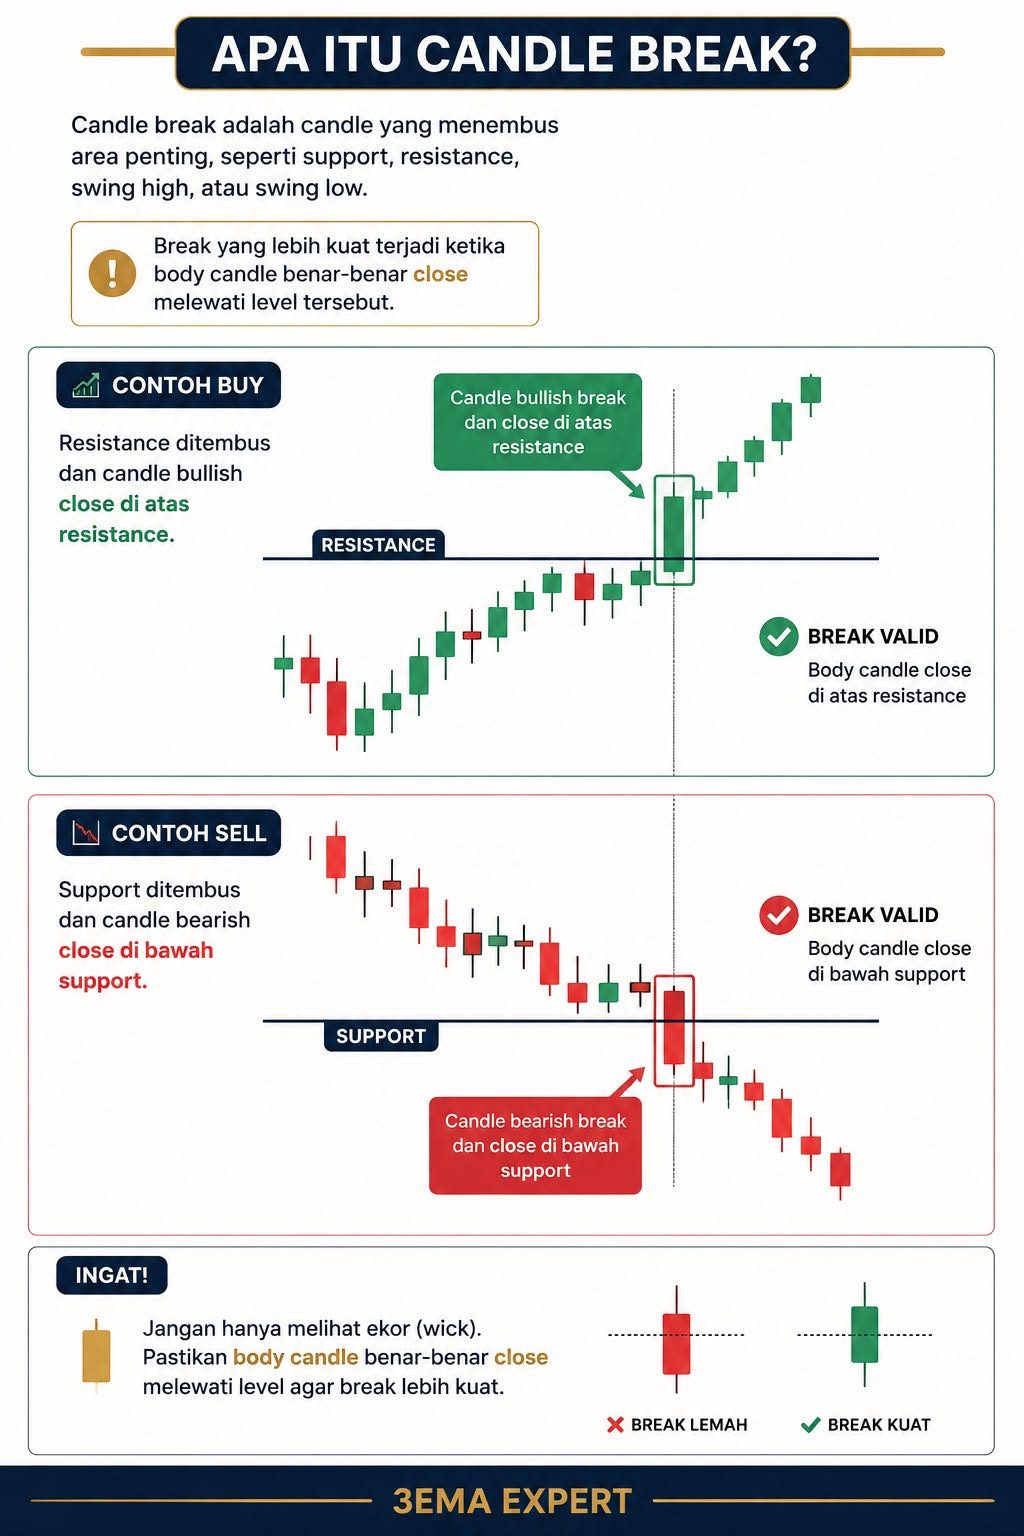 APA ITU CANDLE BREAK?
Candle break adalah candle yang menembus
area penting, seperti support, resistance,
swing high, atau swing low.
!
Break yang lebih kuat terjadi ketika
body candle benar-benar close
melewati level tersebut.
CONTOH BUY
Resistance ditembus
dan candle bullish
close di atas
resistance.
Candle bullish break
dan close di atas
resistance
RESISTANCE
BREAK VALID
Body candle close
di atas resistance
CONTOH SELL
Support ditembus
dan candle bearish
close di bawah
support.
BREAK VALID
Body candle close
di bawah support
SUPPORT
Candle bearish break
dan close di bawah
support
INGAT!
Jangan hanya melihat ekor (wick).
Pastikan body candle benar-benar close
melewati level agar break lebih kuat.
BREAK LEMAH
BREAK KUAT
3EMA EXPERT